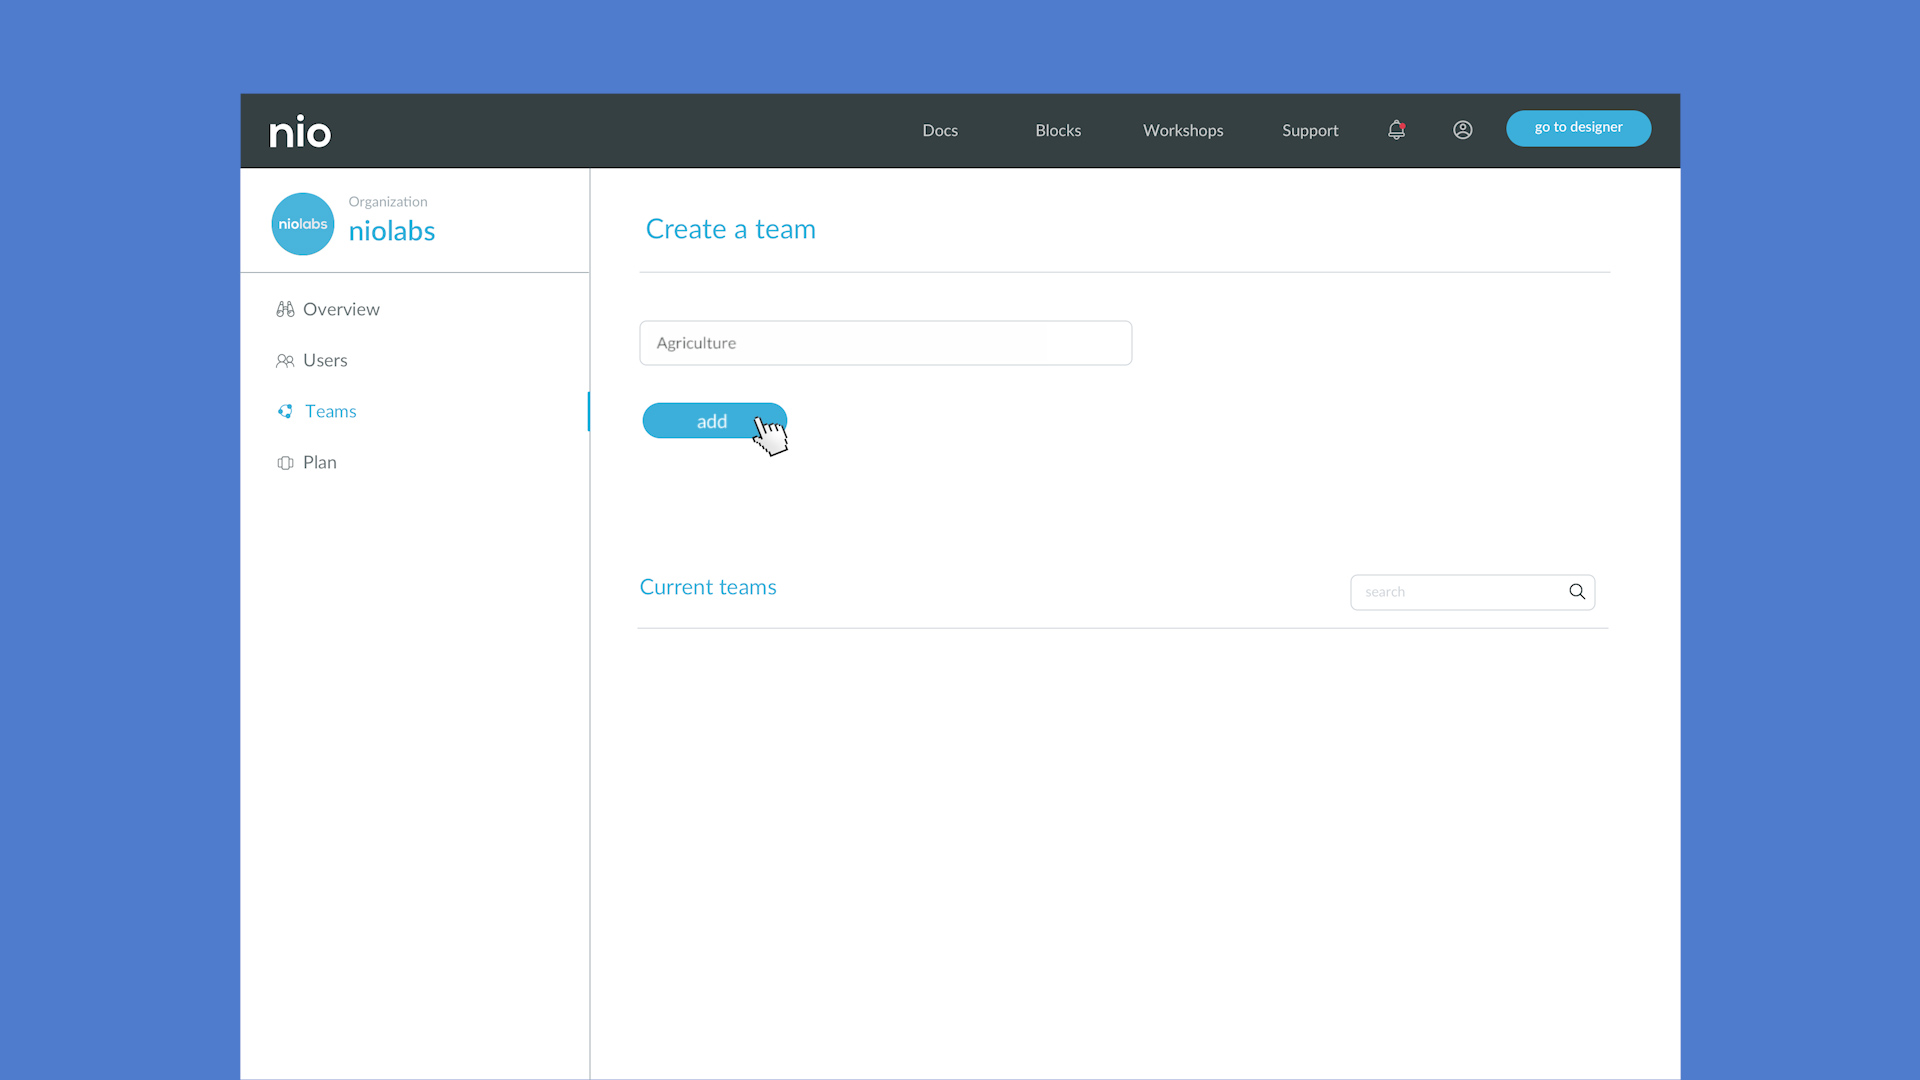 nio
Docs
Blocks
Workshops
Support
go to designer
niolabs
Organization
niolabs
Overview
Users
Teams
Plan
Create a team
Agriculture
add
Current teams
search